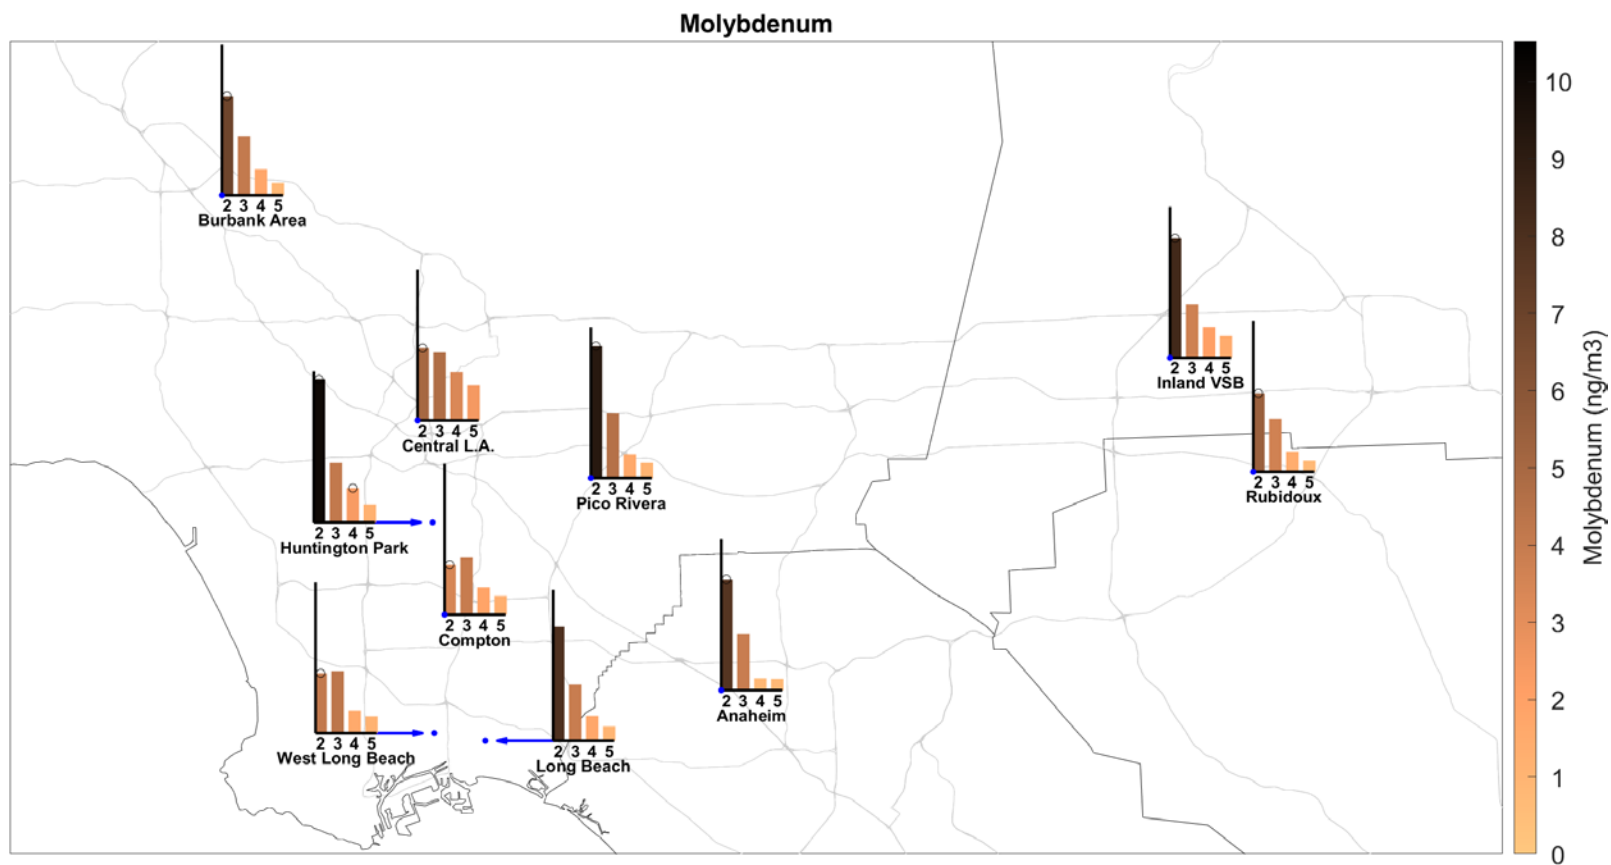 Molybdenum
2 3 4 5
Burbank Area
2 3 4 5
Central L.A.
2 3 4 5
Inland VSB
2 3 4 5
Pico Rivera
2 3 4 5
Rubidoux
2 3 4 5
Huntington Park
2 3 4 5
Compton
2 3 4 5
Anaheim
2 3 4 5
West Long Beach
2 3 4 5
Long Beach
10
9
8
7
6
5
4
3
2
1
0
Molybdenum (ng/m3)